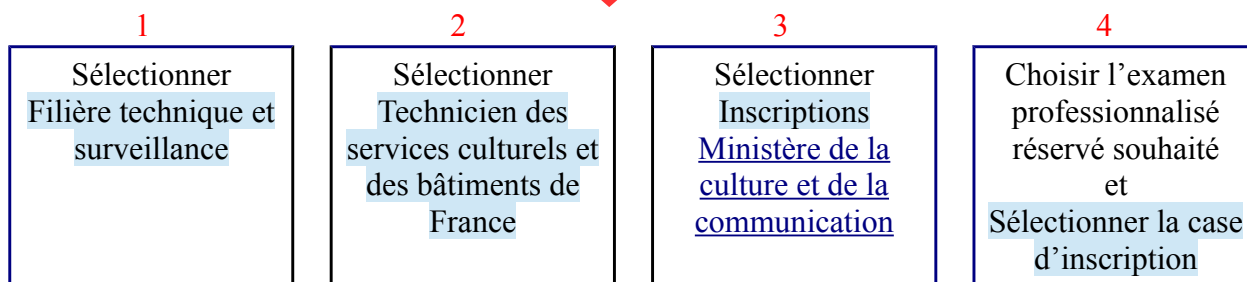 1
Sélectionner
Filière technique et
surveillance
2
Sélectionner
Technicien des
services culturels et
des bâtiments de
France
3
Sélectionner
Inscriptions
Ministère de la
culture et de la
communication
4
Choisir l’examen
professionnalisé
réservé souhaité
et
Sélectionner la case
d’inscription